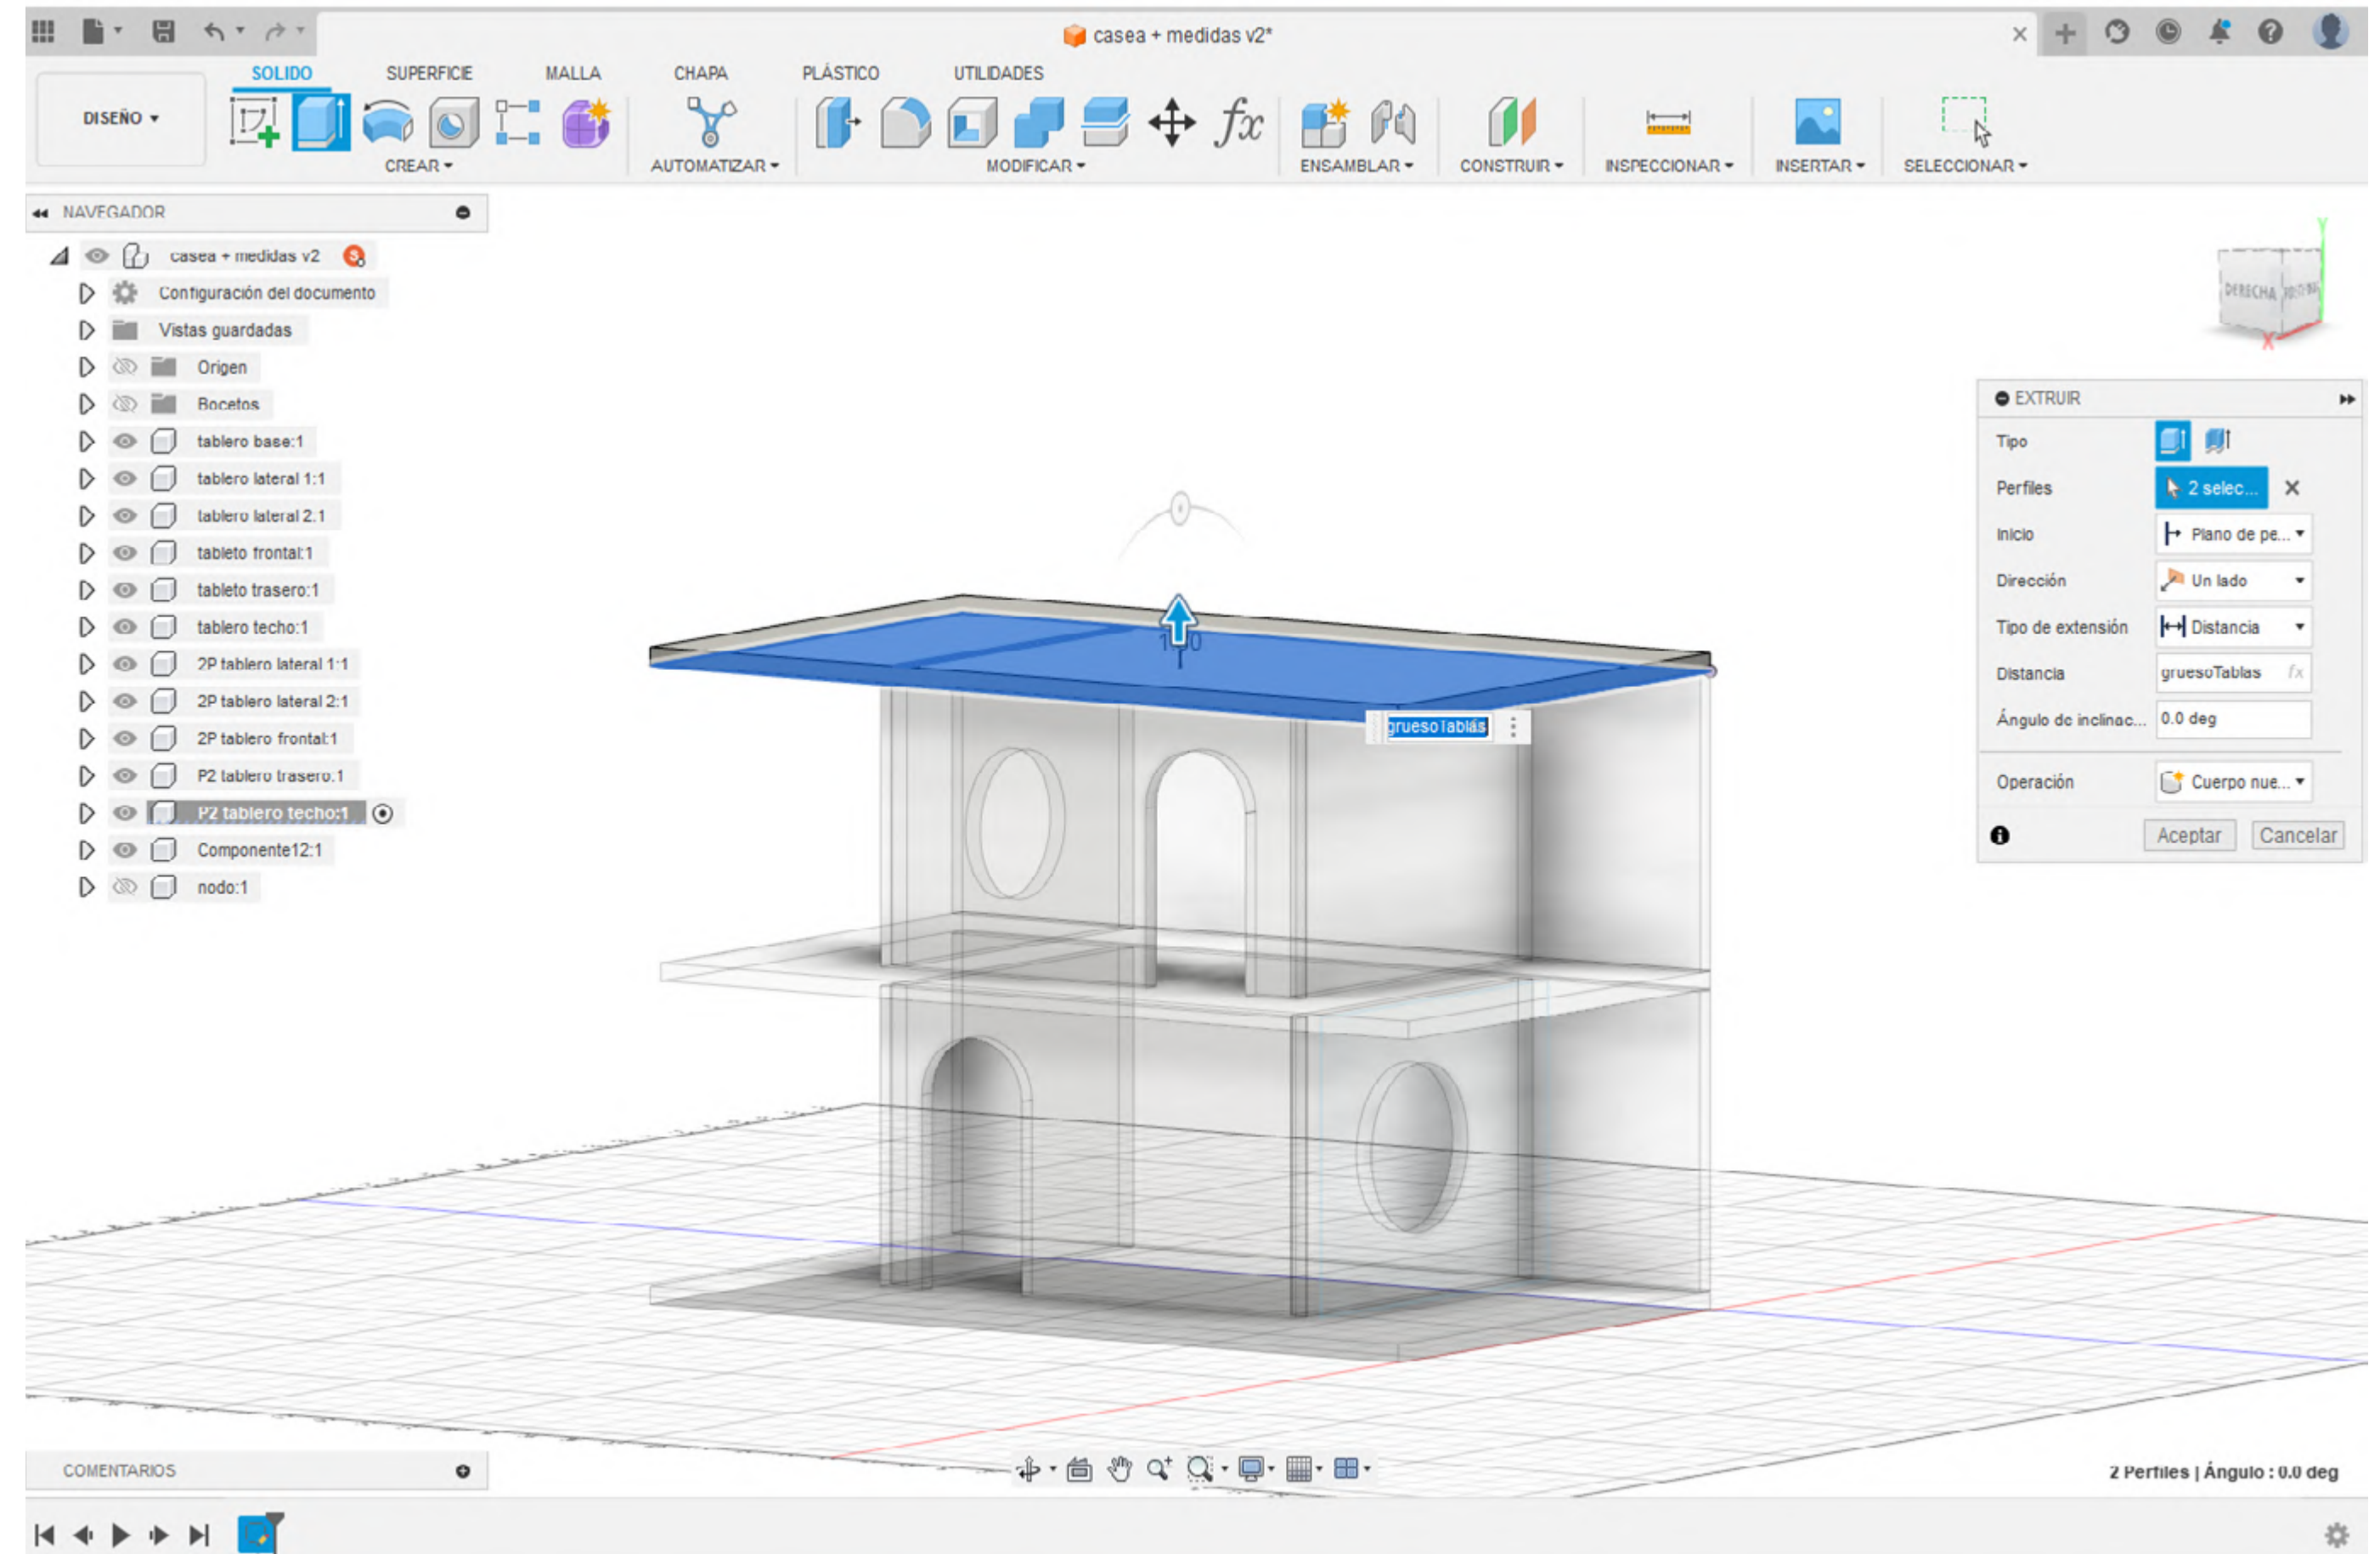 casea + medidas v2*
SOLIDO SUPERFICIE MALLA CHAPA PLÁSTICO UTILIDADES
DISEÑO
CREAR AUTOMATIZAR MODIFICAR ENSAMBLAR CONSTRUIR INSPECCIONAR INSERTAR SELECCIONAR
fx
NAVEGADOR
casea + medidas v2
Configuración del documento
Vistas guardadas
Origen
Bocetos
tablero base:1
tablero lateral 1:1
tablero lateral 2:1
tableto frontal:1
tableto trasero:1
tablero techo:1
2P tablero lateral 1:1
2P tablero lateral 2:1
2P tablero frontal:1
P2 tablero trasero:1
P2 tablero techo:1
Componente12:1
nodo:1
Y
DERECHA
X
EXTRUIR
Tipo
Perfiles 2 selec...
Inicio Plano de pe...
Dirección Un lado
Tipo de extensión Distancia
Distancia gruesoTablas fx
Ángulo de inclinac... 0.0 deg
Operación Cuerpo nue...
Aceptar Cancelar
gruesoTablas
COMENTARIOS
2 Perfiles | Ángulo : 0.0 deg